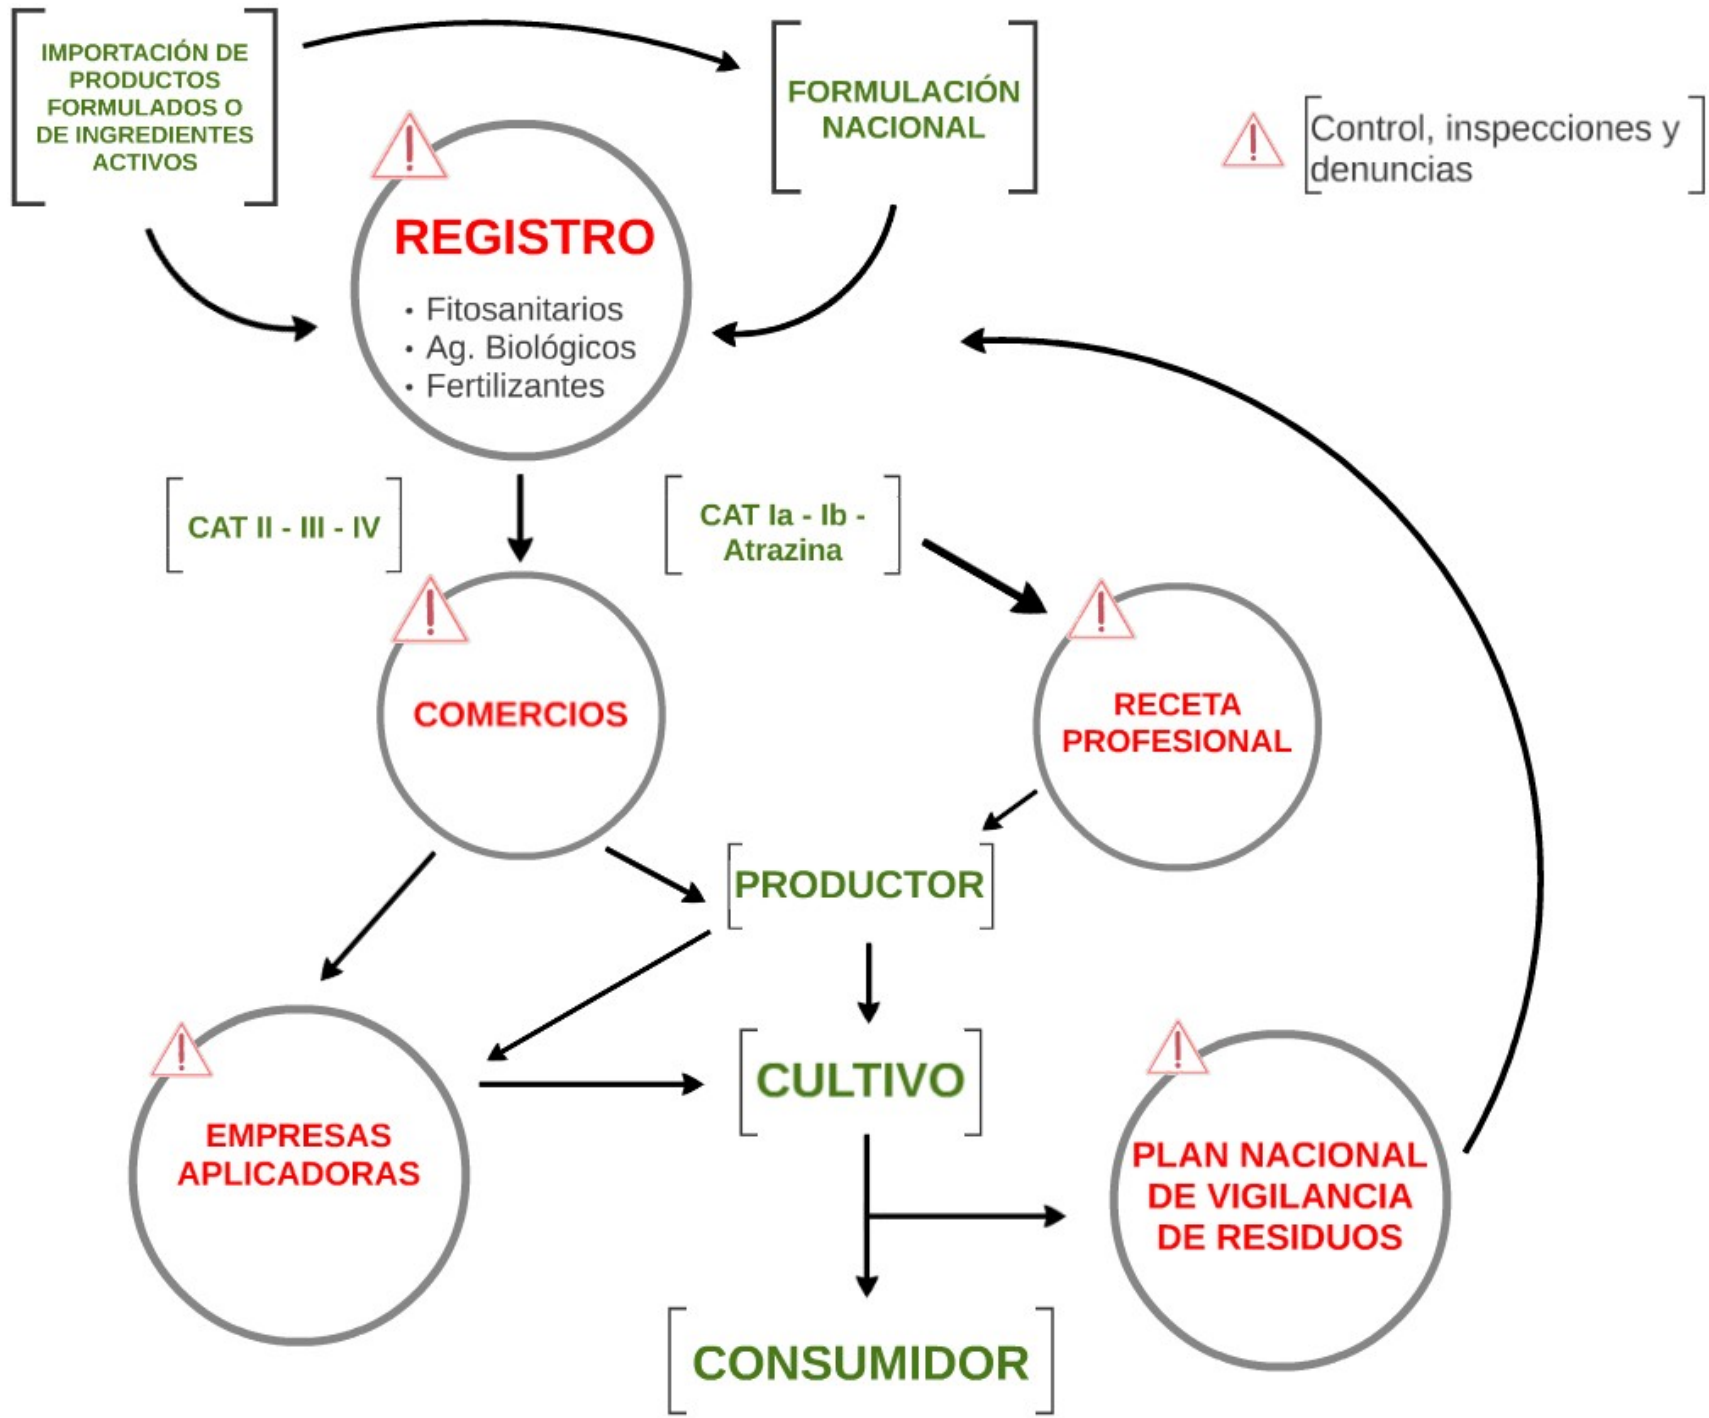 IMPORTACIÓN DE
PRODUCTOS
FORMULADOS O
DE INGREDIENTES
ACTIVOS
FORMULACIÓN
NACIONAL
Control, inspecciones y
denuncias
REGISTRO
• Fitosanitarios
• Ag. Biológicos
• Fertilizantes
CAT II - III - IV
CAT Ia - Ib -
Atrazina
COMERCIOS
RECETA
PROFESIONAL
PRODUCTOR
CULTIVO
EMPRESAS
APLICADORAS
PLAN NACIONAL
DE VIGILANCIA
DE RESIDUOS
CONSUMIDOR